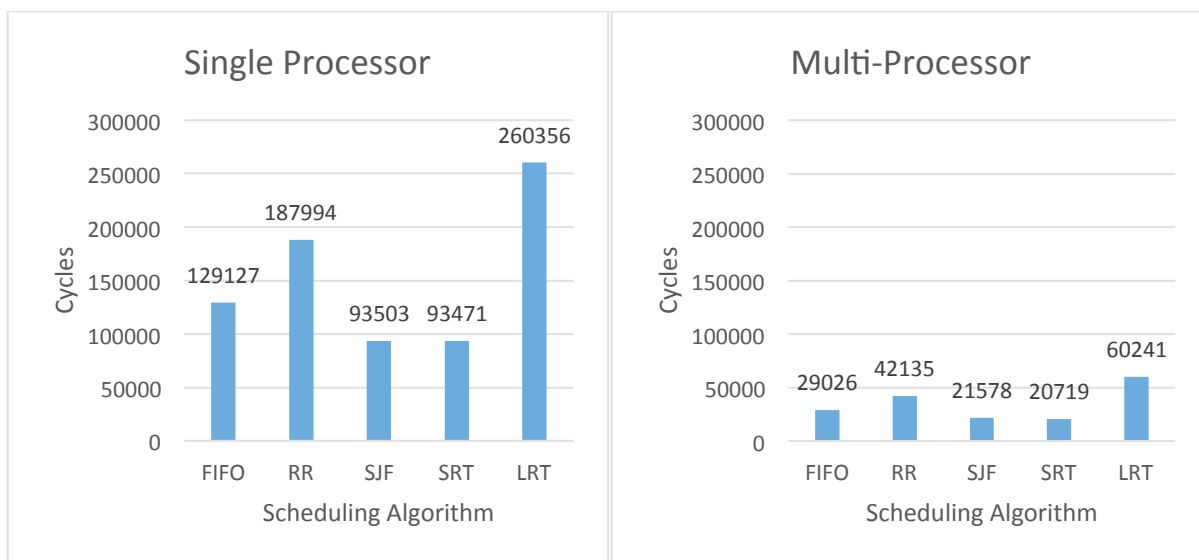 Single Processor
300000
250000
200000
150000
100000
50000
0
Cycles
260356
187994
129127
93503
93471
FIFO
RR
SJF
SRT
LRT
Scheduling Algorithm
Multi-Processor
300000
250000
200000
150000
100000
50000
0
Cycles
29026
42135
21578
20719
60241
FIFO
RR
SJF
SRT
LRT
Scheduling Algorithm